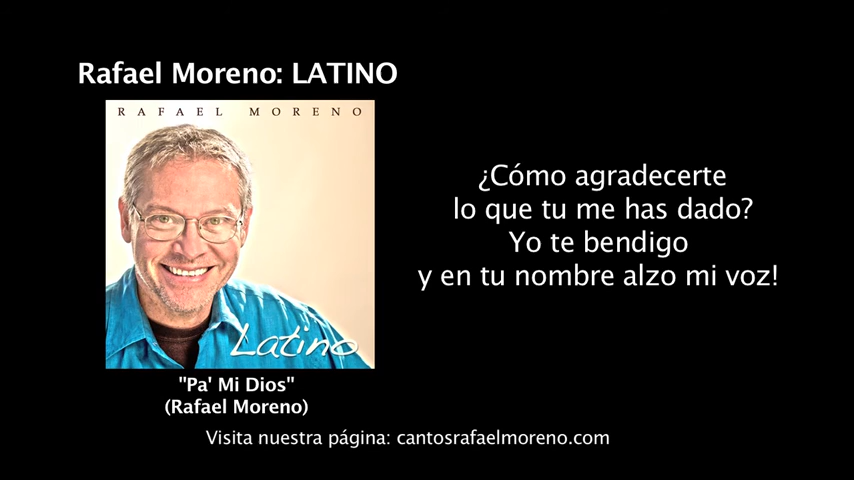 Rafael Moreno: LATINO
RAFAEL MORENO
Latino
"Pa' Mi Dios"
(Rafael Moreno)
¿Cómo agradecerte
lo que tu me has dado?
Yo te bendigo
y en tu nombre alzo mi voz!
Visita nuestra página: cantosrafaelmoreno.com